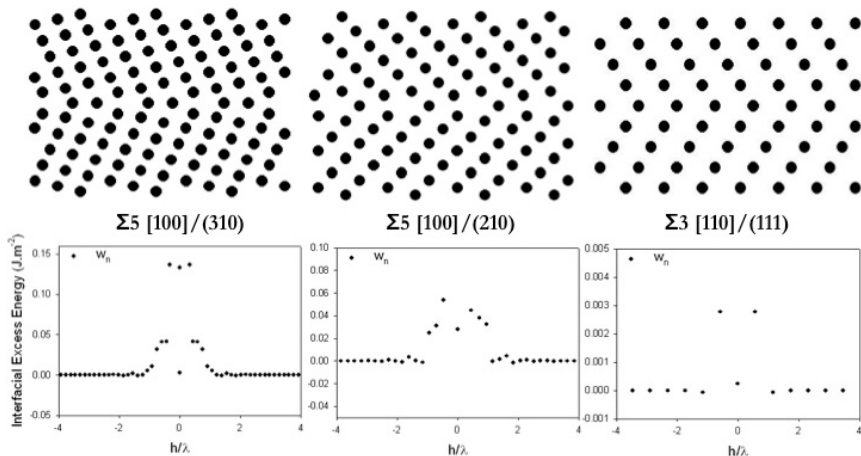 Σ5 [100]/(310)
Σ5 [100]/(210)
Σ3 [110]/(111)
Interfacial Excess Energy (J.m⁻²)
0.15
0.10
0.05
0.00
-0.05
wₙ
-4 -2 0 2 4
h/λ
0.10
0.08
0.06
0.04
0.02
0.00
-0.02
-0.04
wₙ
-4 -2 0 2 4
h/λ
0.005
0.004
0.003
0.002
0.001
0.000
-0.001
wₙ
-4 -2 0 2 4
h/λ